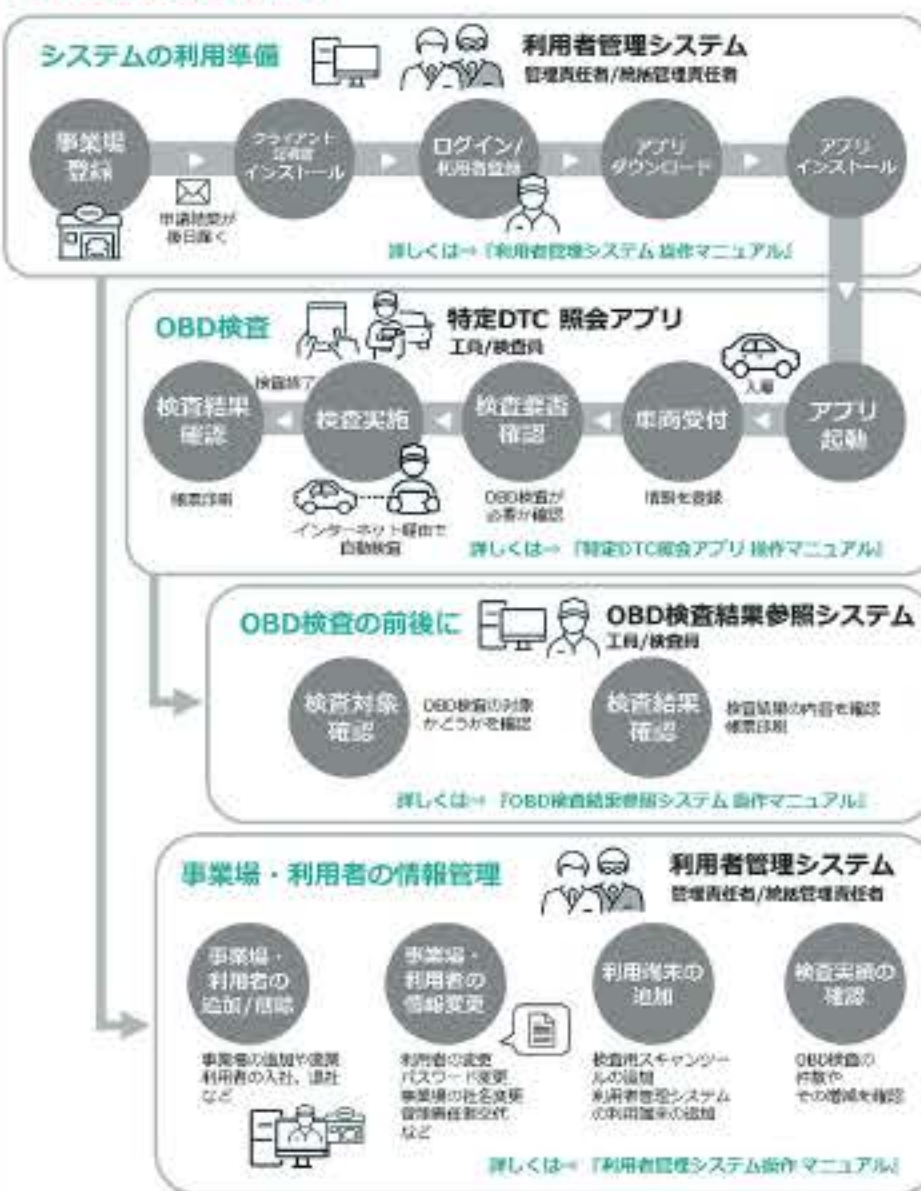 システムの利用準備
利用者管理システム
管理責任者/統括管理責任者
事業場
登録
クライアント
証明書
インストール
ログイン/
利用者登録
アプリ
ダウンロード
アプリ
インストール
申請結果が
後日届く
詳しくは⇒『利用者管理システム 操作マニュアル』
OBD検査
特定DTC 照会アプリ
工員/検査員
入庫
検査終了
検査結果
確認
検査実施
検査要否
確認
車両受付
アプリ
起動
帳票印刷
インターネット経由で
自動検査
OBD検査が
必要か確認
情報を登録
詳しくは⇒『特定DTC照会アプリ 操作マニュアル』
OBD検査の前後に
OBD検査結果参照システム
工員/検査員
検査対象
確認
OBD検査の対象
かどうかを確認
検査結果
確認
検査結果の内容を確認
帳票印刷
詳しくは⇒『OBD検査結果参照システム 操作マニュアル』
事業場・利用者の情報管理
利用者管理システム
管理責任者/統括管理責任者
事業場・
利用者の
追加/削除
事業場・
利用者の
情報変更
利用端末の
追加
検査実績の
確認
事業場の追加や廃業
利用者の入社、退社
など
利用者の変更
パスワード変更
事業場の社名変更
管理責任者交代
など
検査用スキャンツー
ルの追加
利用者管理システム
の利用端末の追加
OBD検査の
件数や
その増減を確認
詳しくは⇒『利用者管理システム操作マニュアル』